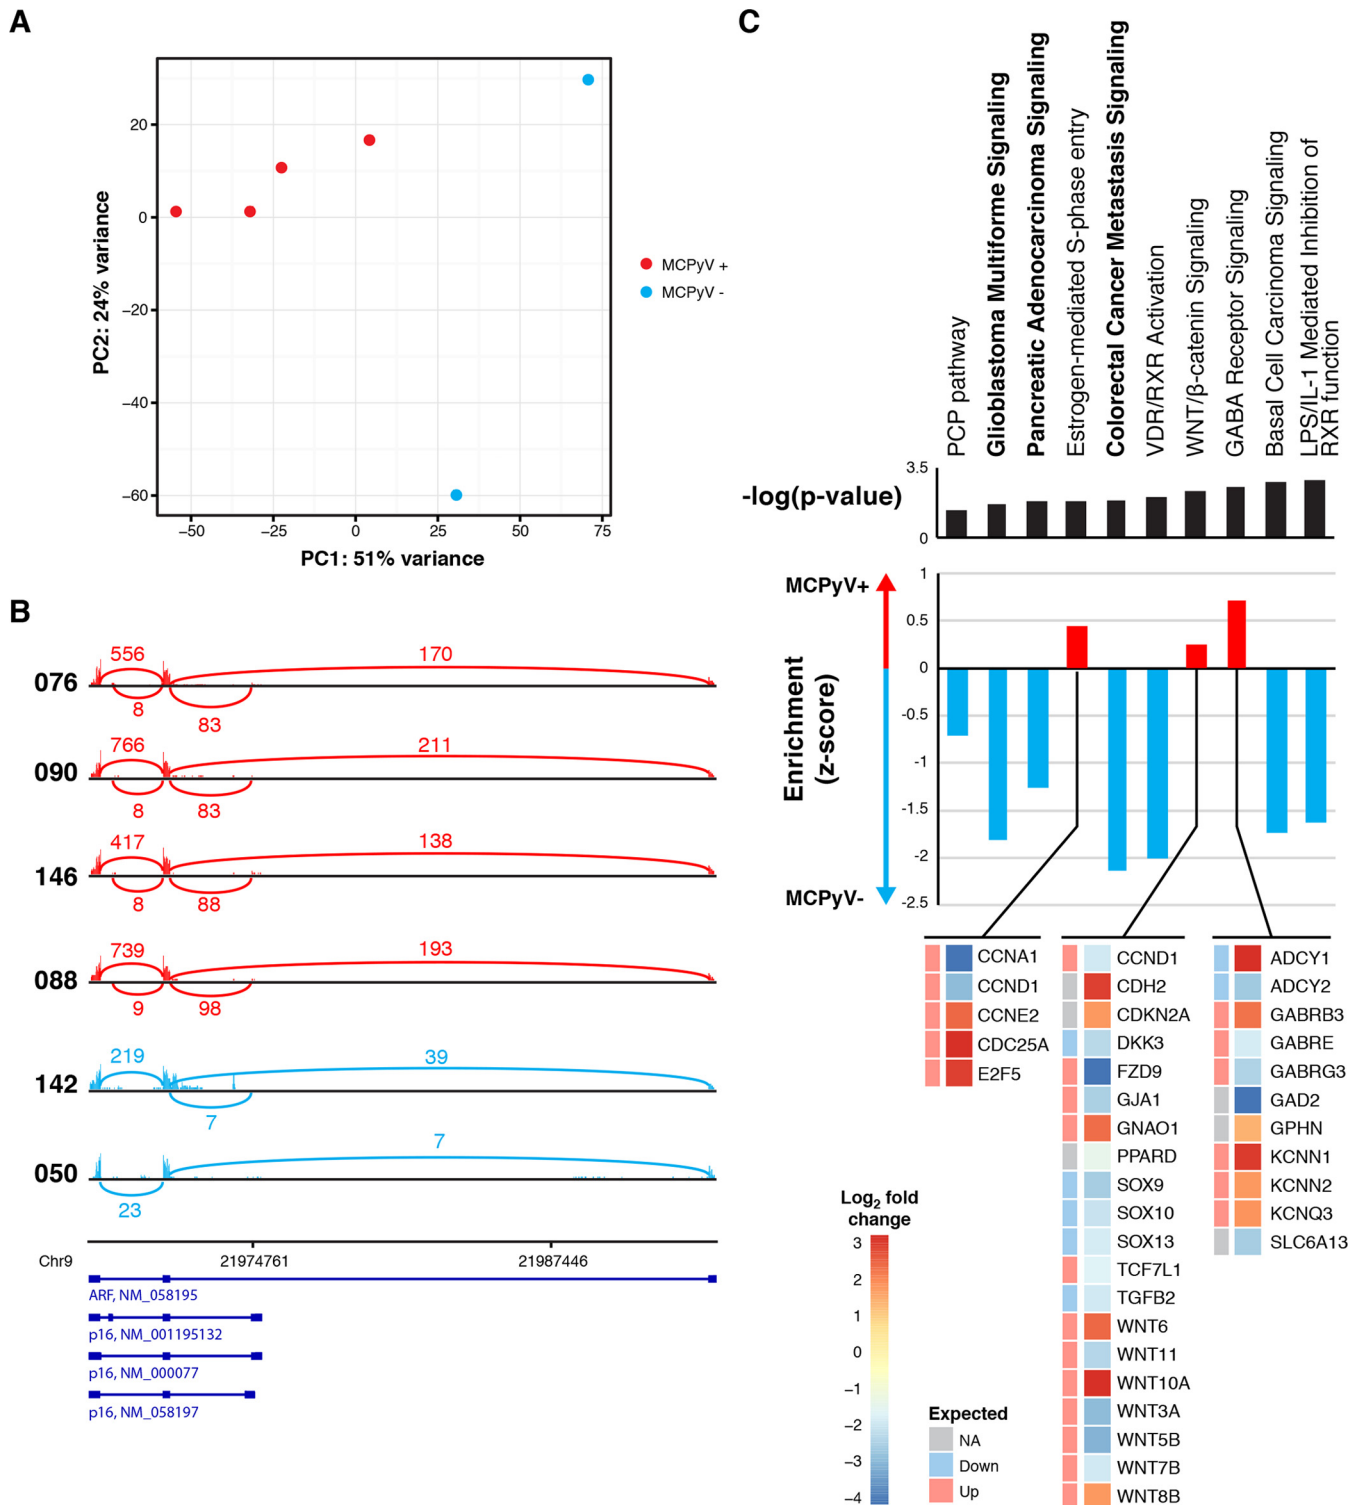 A
20
0
−20
−40
−60
PC2: 24% variance
−50
−25
0
25
50
75
PC1: 51% variance
MCPyV +
MCPyV -
B
556
170
076
8
83
766
211
090
8
83
417
138
146
8
88
739
193
088
9
98
219
39
142
7
7
050
23
Chr9
21974761
21987446
ARF, NM_058195
p16, NM_001195132
p16, NM_000077
p16, NM_058197
C
PCP pathway
Glioblastoma Multiforme Signaling
Pancreatic Adenocarcinoma Signaling
Estrogen-mediated S-phase entry
Colorectal Cancer Metastasis Signaling
VDR/RXR Activation
WNT/β-catenin Signaling
GABA Receptor Signaling
Basal Cell Carcinoma Signaling
LPS/IL-1 Mediated Inhibition of
RXR function
3.5
-log(p-value)
0
MCPyV+
Enrichment
(z-score)
MCPyV-
1
0.5
0
-0.5
-1
-1.5
-2
-2.5
CCNA1
CCND1
CCNE2
CDC25A
E2F5
CCND1
CDH2
CDKN2A
DKK3
FZD9
GJA1
GNAO1
PPARD
SOX9
SOX10
SOX13
TCF7L1
TGFB2
WNT6
WNT11
WNT10A
WNT3A
WNT5B
WNT7B
WNT8B
ADCY1
ADCY2
GABRB3
GABRE
GABRG3
GAD2
GPHN
KCNN1
KCNN2
KCNQ3
SLC6A13
Log2 fold
change
3
2
1
0
−1
−2
−3
−4
Expected
NA
Down
Up